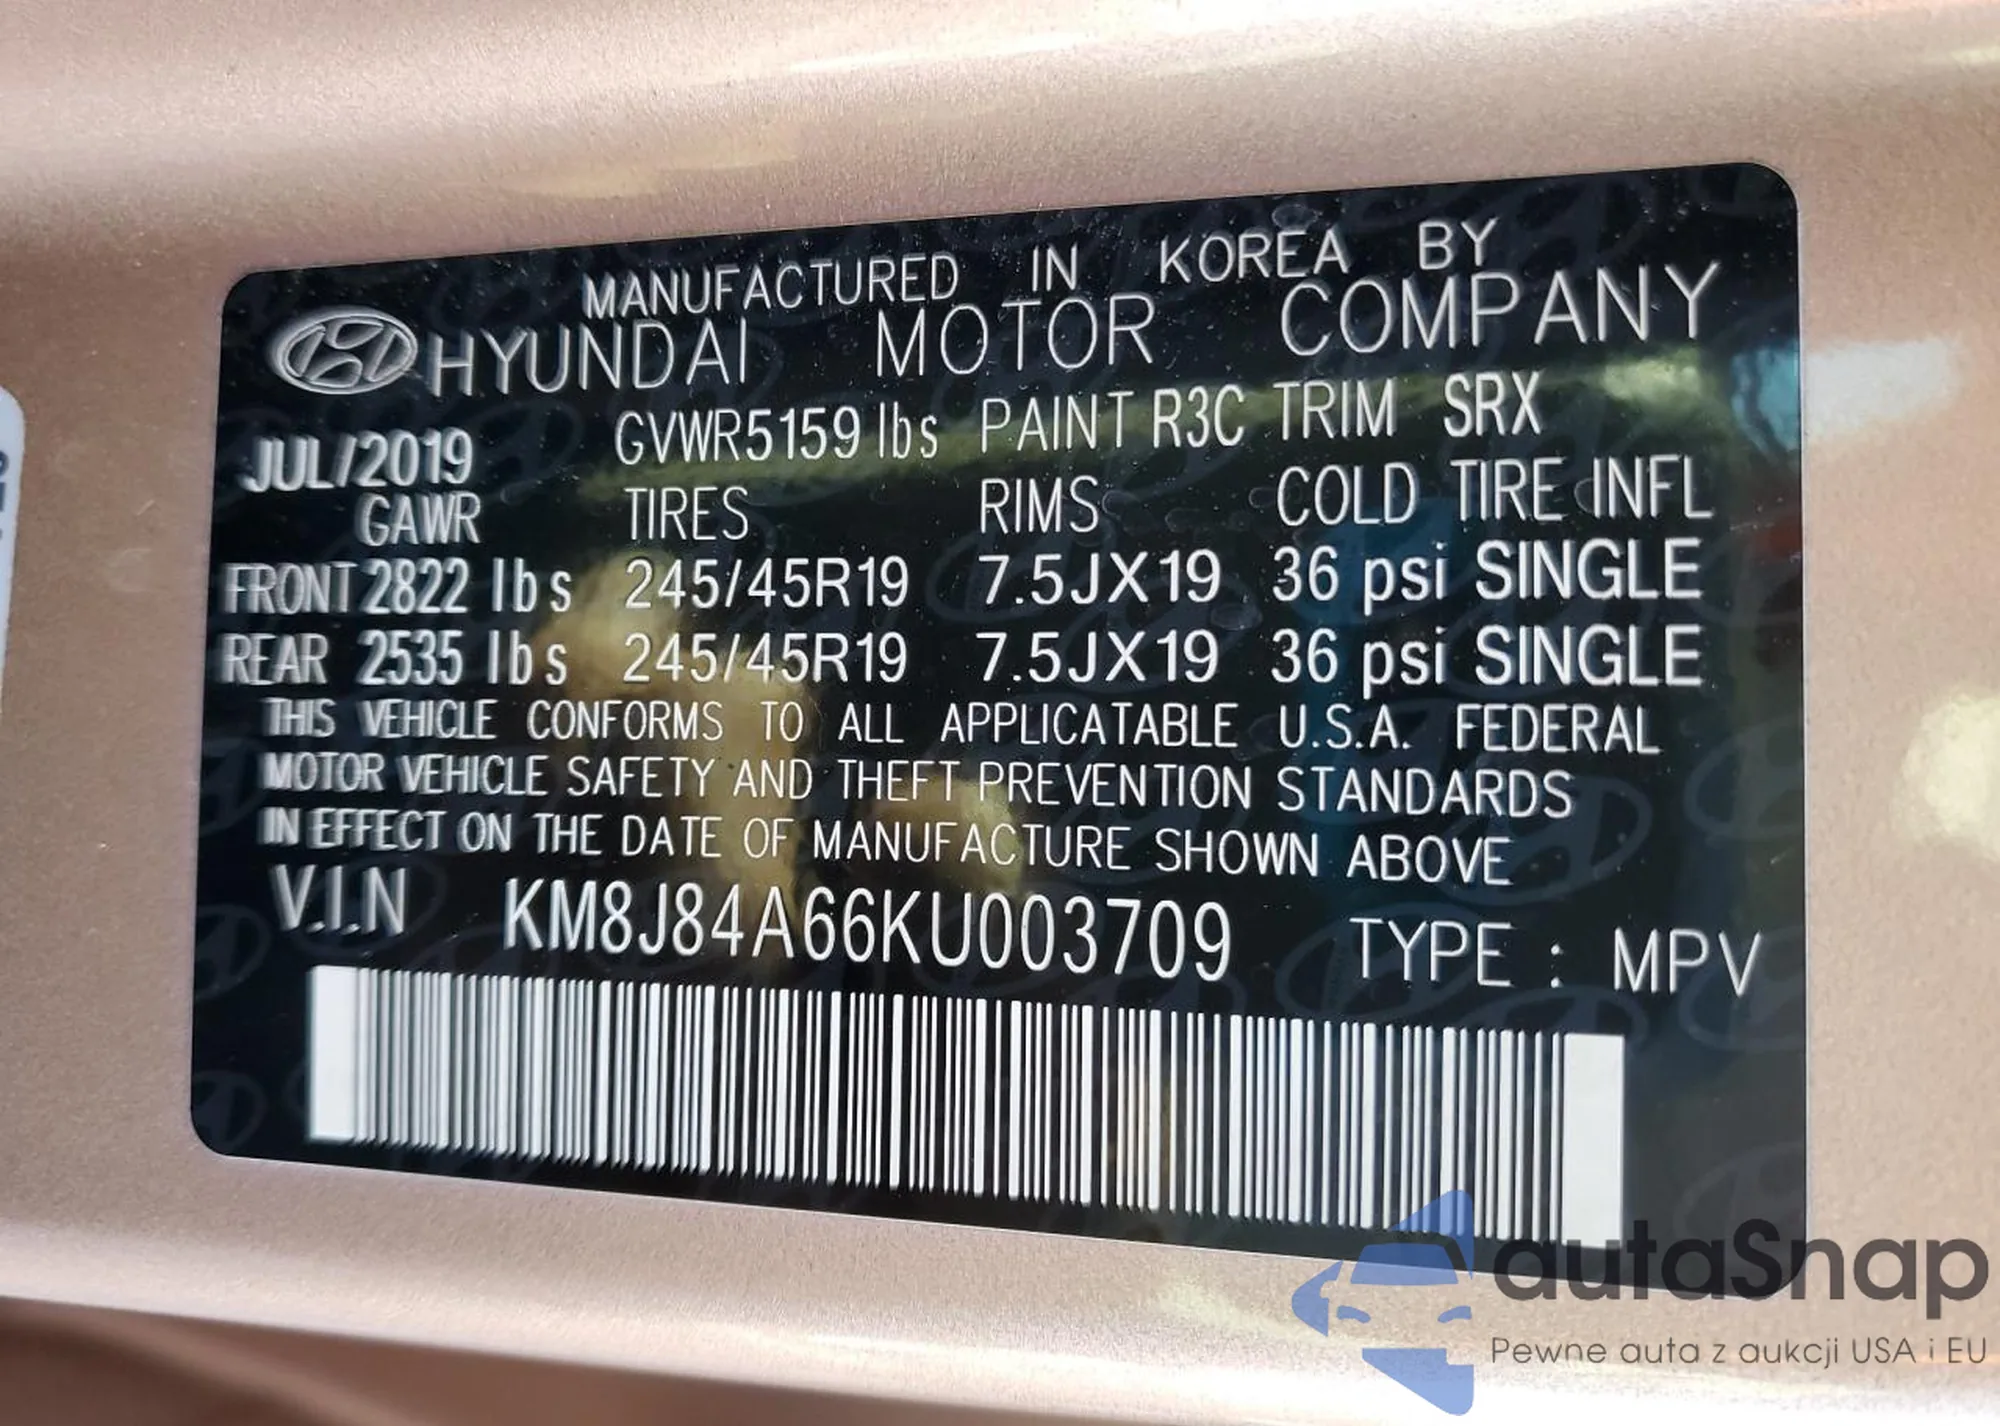 MANUFACTURED IN KOREA BY
HYUNDAI MOTOR COMPANY
JUL/2019 GVWR5159 lbs PAINT R3C TRIM SRX
GAWR TIRES RIMS COLD TIRE INFL
FRONT 2822 lbs 245/45R19 7.5JX19 36 psi SINGLE
REAR 2535 lbs 245/45R19 7.5JX19 36 psi SINGLE
THIS VEHICLE CONFORMS TO ALL APPLICATABLE U.S.A. FEDERAL
MOTOR VEHICLE SAFETY AND THEFT PREVENTION STANDARDS
IN EFFECT ON THE DATE OF MANUFACTURE SHOWN ABOVE
V.I.N KM8J84A66KU003709 TYPE : MPV
autaSnap
Pewne auta z aukcji USA i EU